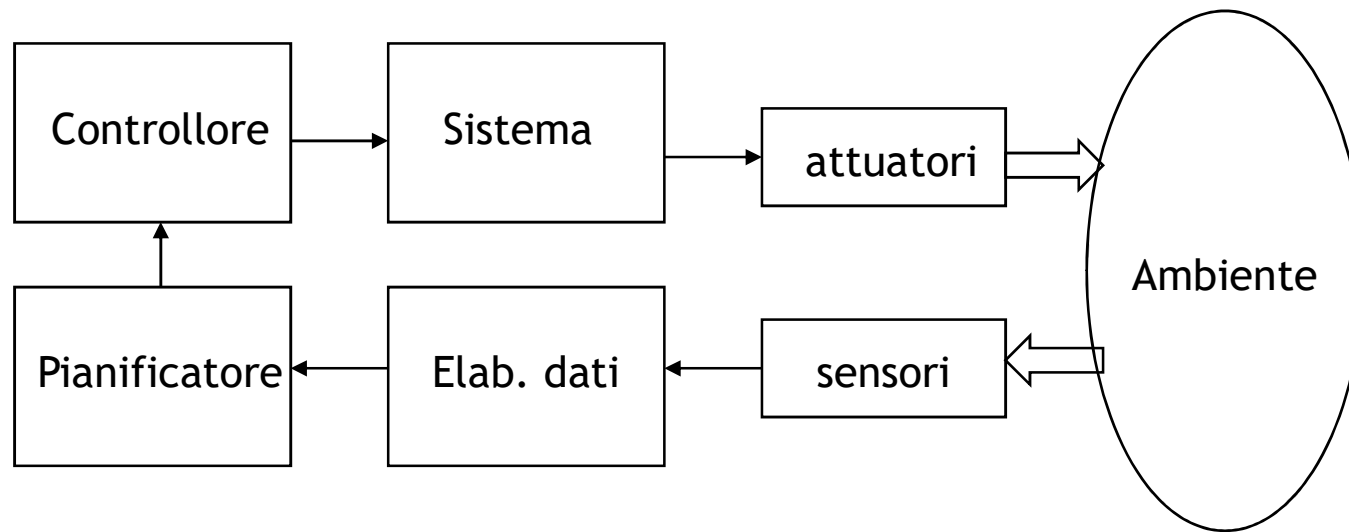 Controllore
Sistema
attuatori
Ambiente
Pianificatore
Elab. dati
sensori